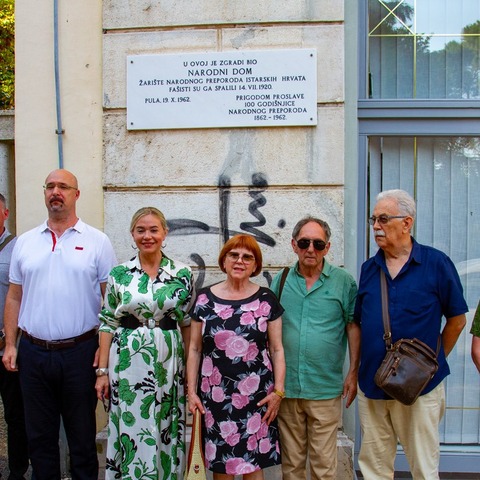 U OVOJ JE ZGRADI BIO
NARODNI DOM
ŽARIŠTE NARODNOG PREPORODA ISTARSKIH HRVATA
FAŠISTI SU GA SPALILI 14. VII. 1920.
PULA, 19. X. 1962.
PRIGODOM PROSLAVE
100 GODIŠNJICE
NARODNOG PREPORODA
1862.-1962.